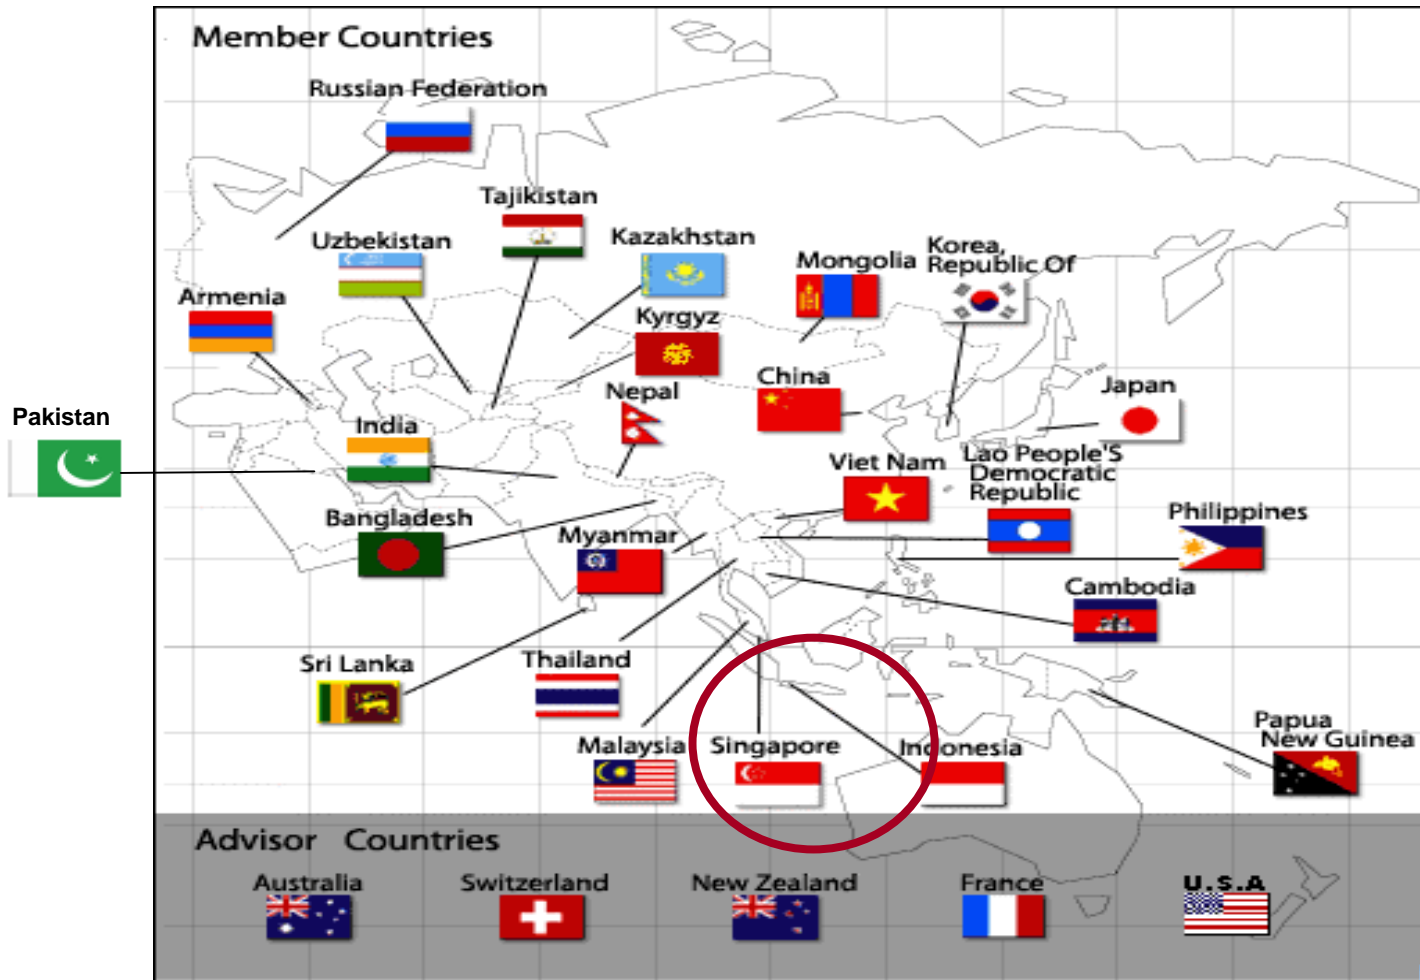 Member Countries
Russian Federation
Tajikistan
Uzbekistan
Kazakhstan
Korea,
Republic Of
Mongolia
Armenia
Kyrgyz
China
Japan
Nepal
Pakistan
India
Viet Nam
Lao People'S
Democratic
Republic
Philippines
Bangladesh
Myanmar
Cambodia
Sri Lanka
Thailand
Papua
New Guinea
Malaysia
Singapore
Indonesia
Advisor Countries
Australia
Switzerland
New Zealand
France
U.S.A